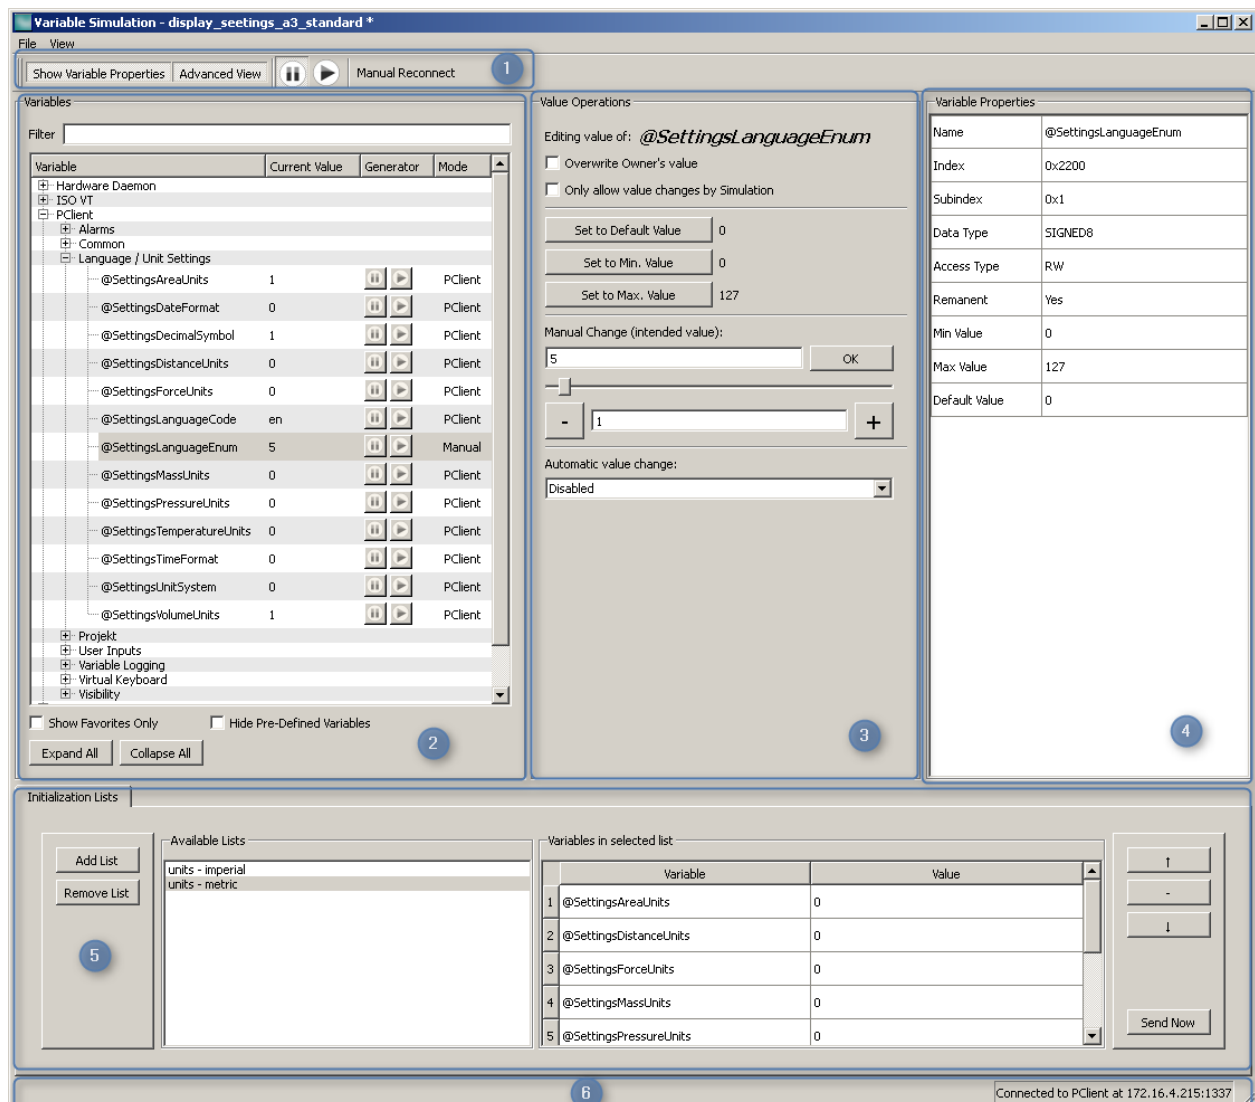 Variable Simulation - display_seetings_a3_standard *
File View
Show Variable Properties Advanced View Manual Reconnect 1
Variables
Filter
Variable Current Value Generator Mode
Hardware Daemon
ISO VT
PClient
Alarms
Common
Language / Unit Settings
@SettingsAreaUnits 1 PClient
@SettingsDateFormat 0 PClient
@SettingsDecimalSymbol 1 PClient
@SettingsDistanceUnits 0 PClient
@SettingsForceUnits 0 PClient
@SettingsLanguageCode en PClient
@SettingsLanguageEnum 5 Manual
@SettingsMassUnits 0 PClient
@SettingsPressureUnits 0 PClient
@SettingsTemperatureUnits 0 PClient
@SettingsTimeFormat 0 PClient
@SettingsUnitSystem 0 PClient
@SettingsVolumeUnits 1 PClient
Projekt
User Inputs
Variable Logging
Virtual Keyboard
Visibility
Show Favorites Only Hide Pre-Defined Variables
Expand All Collapse All 2
Value Operations
Editing value of: @SettingsLanguageEnum
Overwrite Owner's value
Only allow value changes by Simulation
Set to Default Value 0
Set to Min. Value 0
Set to Max. Value 127
Manual Change (intended value):
5 OK
- 1 +
Automatic value change:
Disabled
3
Variable Properties
Name @SettingsLanguageEnum
Index 0x2200
Subindex 0x1
Data Type SIGNED8
Access Type RW
Remanent Yes
Min Value 0
Max Value 127
Default Value 0
4
Initialization Lists
Add List
Remove List
5
Available Lists
units - imperial
units - metric
Variables in selected list
Variable Value
1 @SettingsAreaUnits 0
2 @SettingsDistanceUnits 0
3 @SettingsForceUnits 0
4 @SettingsMassUnits 0
5 @SettingsPressureUnits 0
↑
-
↓
Send Now
6
Connected to PClient at 172.16.4.215:1337